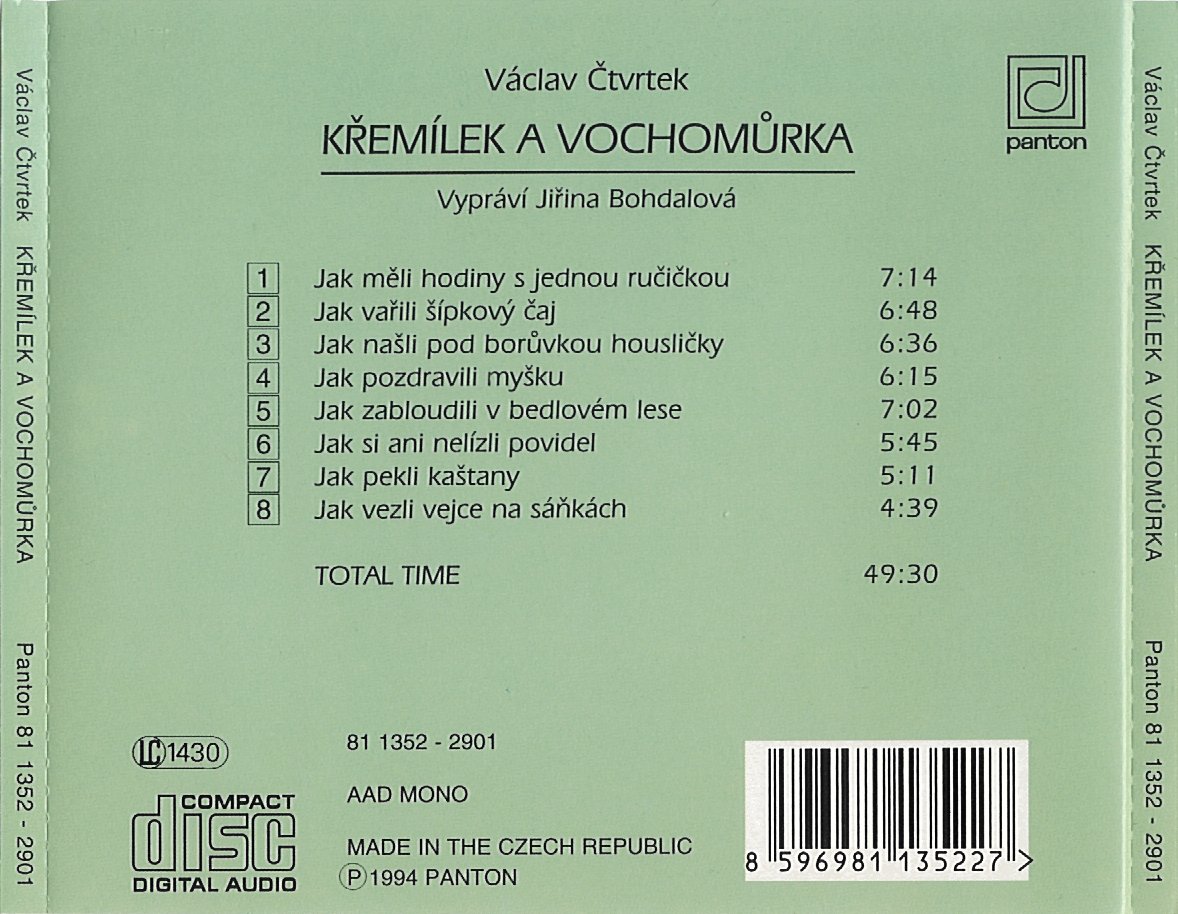 Václav Čtvrtek
KŘEMÍLEK A VOCHOMŮRKA
Vypráví Jiřina Bohdalová
panton
1 Jak měli hodiny s jednou ručičkou 7:14
2 Jak vařili šípkový čaj 6:48
3 Jak našli pod borůvkou housličky 6:36
4 Jak pozdravili myšku 6:15
5 Jak zabloudili v bedlovém lese 7:02
6 Jak si ani nelízli povidel 5:45
7 Jak pekli kaštany 5:11
8 Jak vezli vejce na sáňkách 4:39
TOTAL TIME 49:30
LC 1430
COMPACT
disc
DIGITAL AUDIO
81 1352 - 2901
AAD MONO
MADE IN THE CZECH REPUBLIC
Ⓟ 1994 PANTON
8 596981 135227 >
Václav Čtvrtek KŘEMÍLEK A VOCHOMŮRKA Panton 81 1352 - 2901
Václav Čtvrtek KŘEMÍLEK A VOCHOMŮRKA Panton 81 1352 - 2901